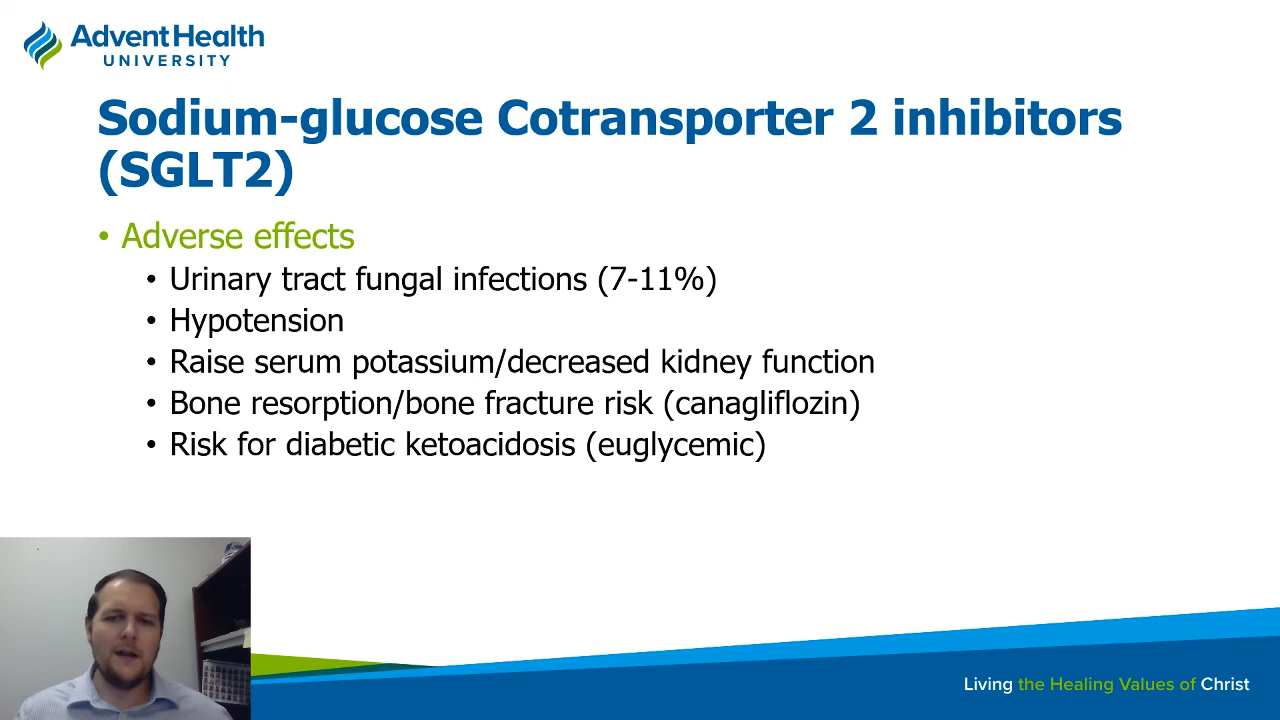 AdventHealth
UNIVERSITY
Sodium-glucose Cotransporter 2 inhibitors
(SGLT2)
• Adverse effects
• Urinary tract fungal infections (7-11%)
• Hypotension
• Raise serum potassium/decreased kidney function
• Bone resorption/bone fracture risk (canagliflozin)
• Risk for diabetic ketoacidosis (euglycemic)
Living the Healing Values of Christ